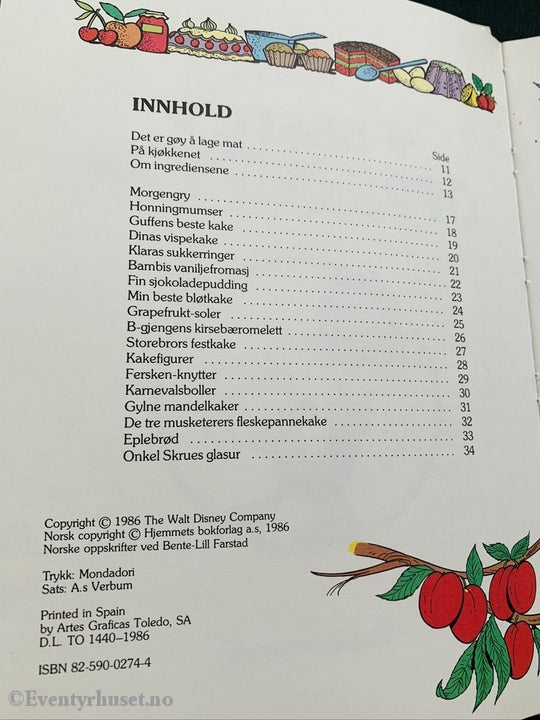 INNHOLD
Side
Det er gøy å lage mat 11
På kjøkkenet 12
Om ingrediensene 13
Morgengry 17
Honningmumser 18
Guffens beste kake 19
Dinas vispekake 20
Klaras sukkerringer 21
Bambis vaniljefromasj 22
Fin sjokoladepudding 23
Min beste bløtkake 24
Grapefrukt-soler 25
B-gjengens kirsebæromelett 26
Storebrors festkake 27
Kakefigurer 28
Fersken-knytter 29
Karnevalsboller 30
Gylne mandelkaker 31
De tre musketerers fleskepannekake 32
Eplebrød 33
Onkel Skrues glasur 34
Copyright © 1986 The Walt Disney Company
Norsk copyright © Hjemmets bokforlag a.s, 1986
Norske oppskrifter ved Bente-Lill Farstad
Trykk: Mondadori
Sats: A.s Verbum
Printed in Spain
by Artes Graficas Toledo, SA
D.L. TO 1440–1986
ISBN 82-590-0274-4
©Eventyrhuset.no